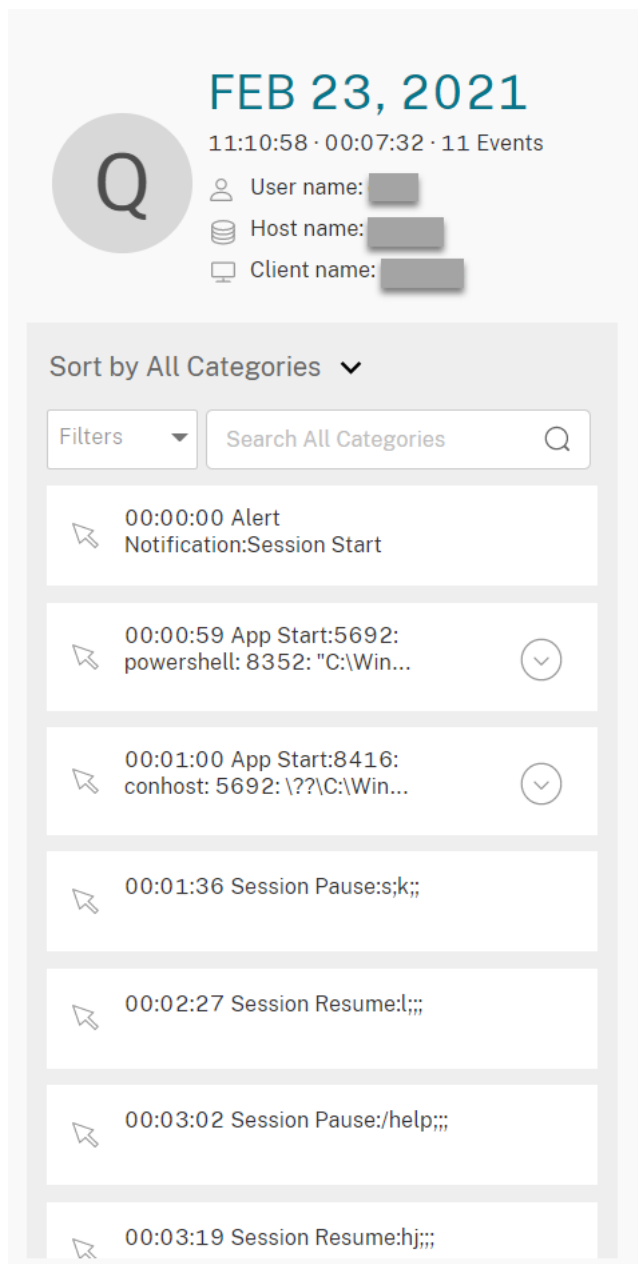 FEB 23, 2021
11:10:58 · 00:07:32 · 11 Events
Q
User name:
Host name:
Client name:
Sort by All Categories
Filters
Search All Categories
00:00:00 Alert
Notification:Session Start
00:00:59 App Start:5692:
powershell: 8352: "C:\Win...
00:01:00 App Start:8416:
conhost: 5692: \??\C:\Win...
00:01:36 Session Pause:s;k;;
00:02:27 Session Resume:l;;;
00:03:02 Session Pause:/help;;;
00:03:19 Session Resume:hj;;;